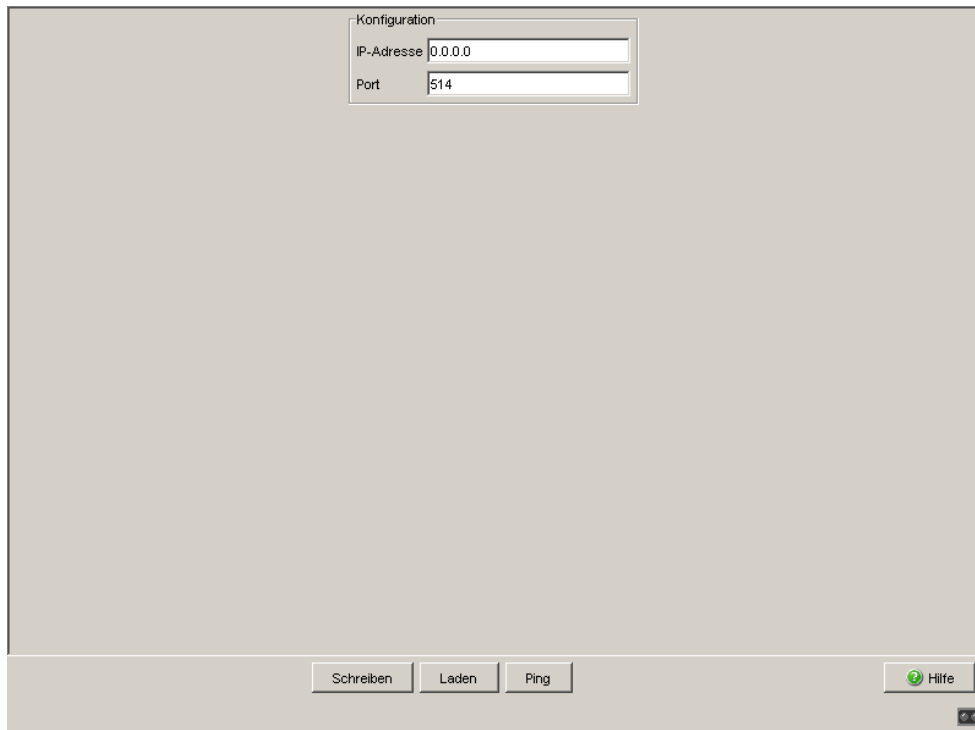 Konfiguration
IP-Adresse 0.0.0.0
Port 514
Schreiben Laden Ping Hilfe